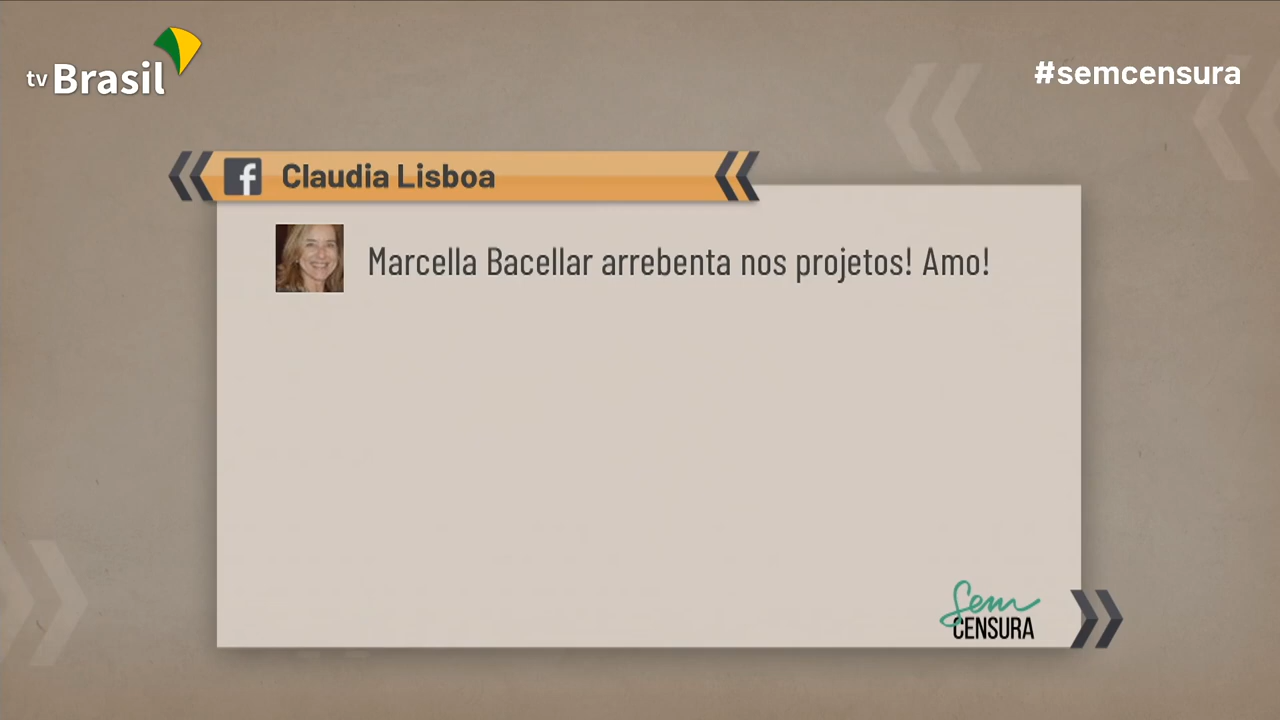 tv Brasil
#semcensura
Claudia Lisboa
Marcella Bacellar arrebenta nos projetos! Amo!
Sem
CENSURA